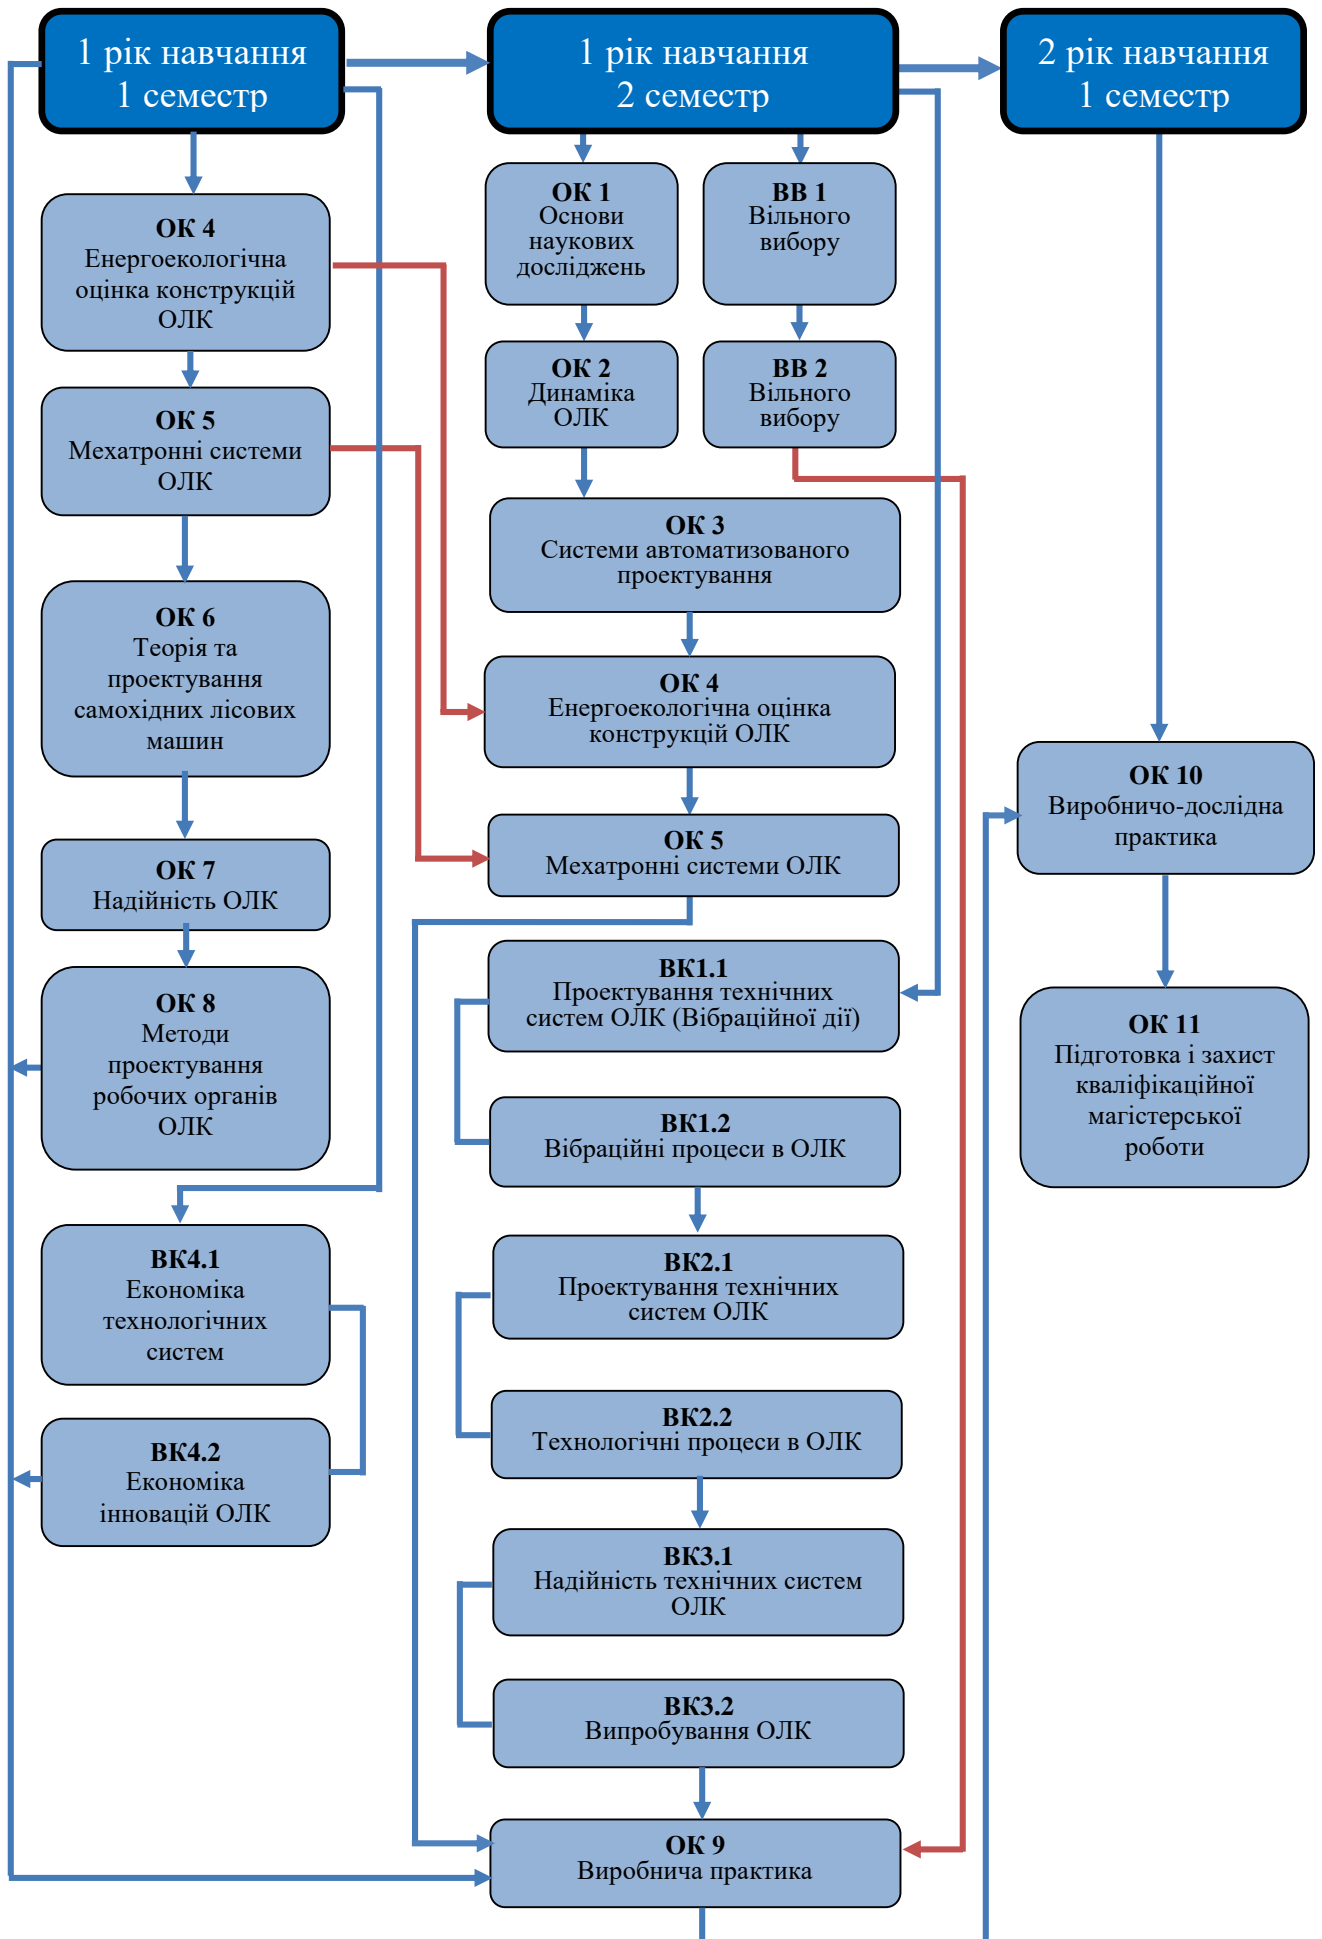 1 рік навчання
1 семестр
1 рік навчання
2 семестр
2 рік навчання
1 семестр
ОК 4
Енергоекологічна
оцінка конструкцій
ОЛК
ОК 5
Мехатронні системи
ОЛК
ОК 6
Теорія та
проектування
самохідних лісових
машин
ОК 7
Надійність ОЛК
ОК 8
Методи
проектування
робочих органів
ОЛК
ВК4.1
Економіка
технологічних
систем
ВК4.2
Економіка
інновацій ОЛК
ОК 1
Основи
наукових
досліджень
ВВ 1
Вільного
вибору
ОК 2
Динаміка
ОЛК
ВВ 2
Вільного
вибору
ОК 3
Системи автоматизованого
проектування
ОК 4
Енергоекологічна оцінка
конструкцій ОЛК
ОК 5
Мехатронні системи ОЛК
ВК1.1
Проектування технічних
систем ОЛК (Вібраційної дії)
ВК1.2
Вібраційні процеси в ОЛК
ВК2.1
Проектування технічних
систем ОЛК
ВК2.2
Технологічні процеси в ОЛК
ВК3.1
Надійність технічних систем
ОЛК
ВК3.2
Випробування ОЛК
ОК 9
Виробнича практика
ОК 10
Виробничо-дослідна
практика
ОК 11
Підготовка і захист
кваліфікаційної
магістерської
роботи